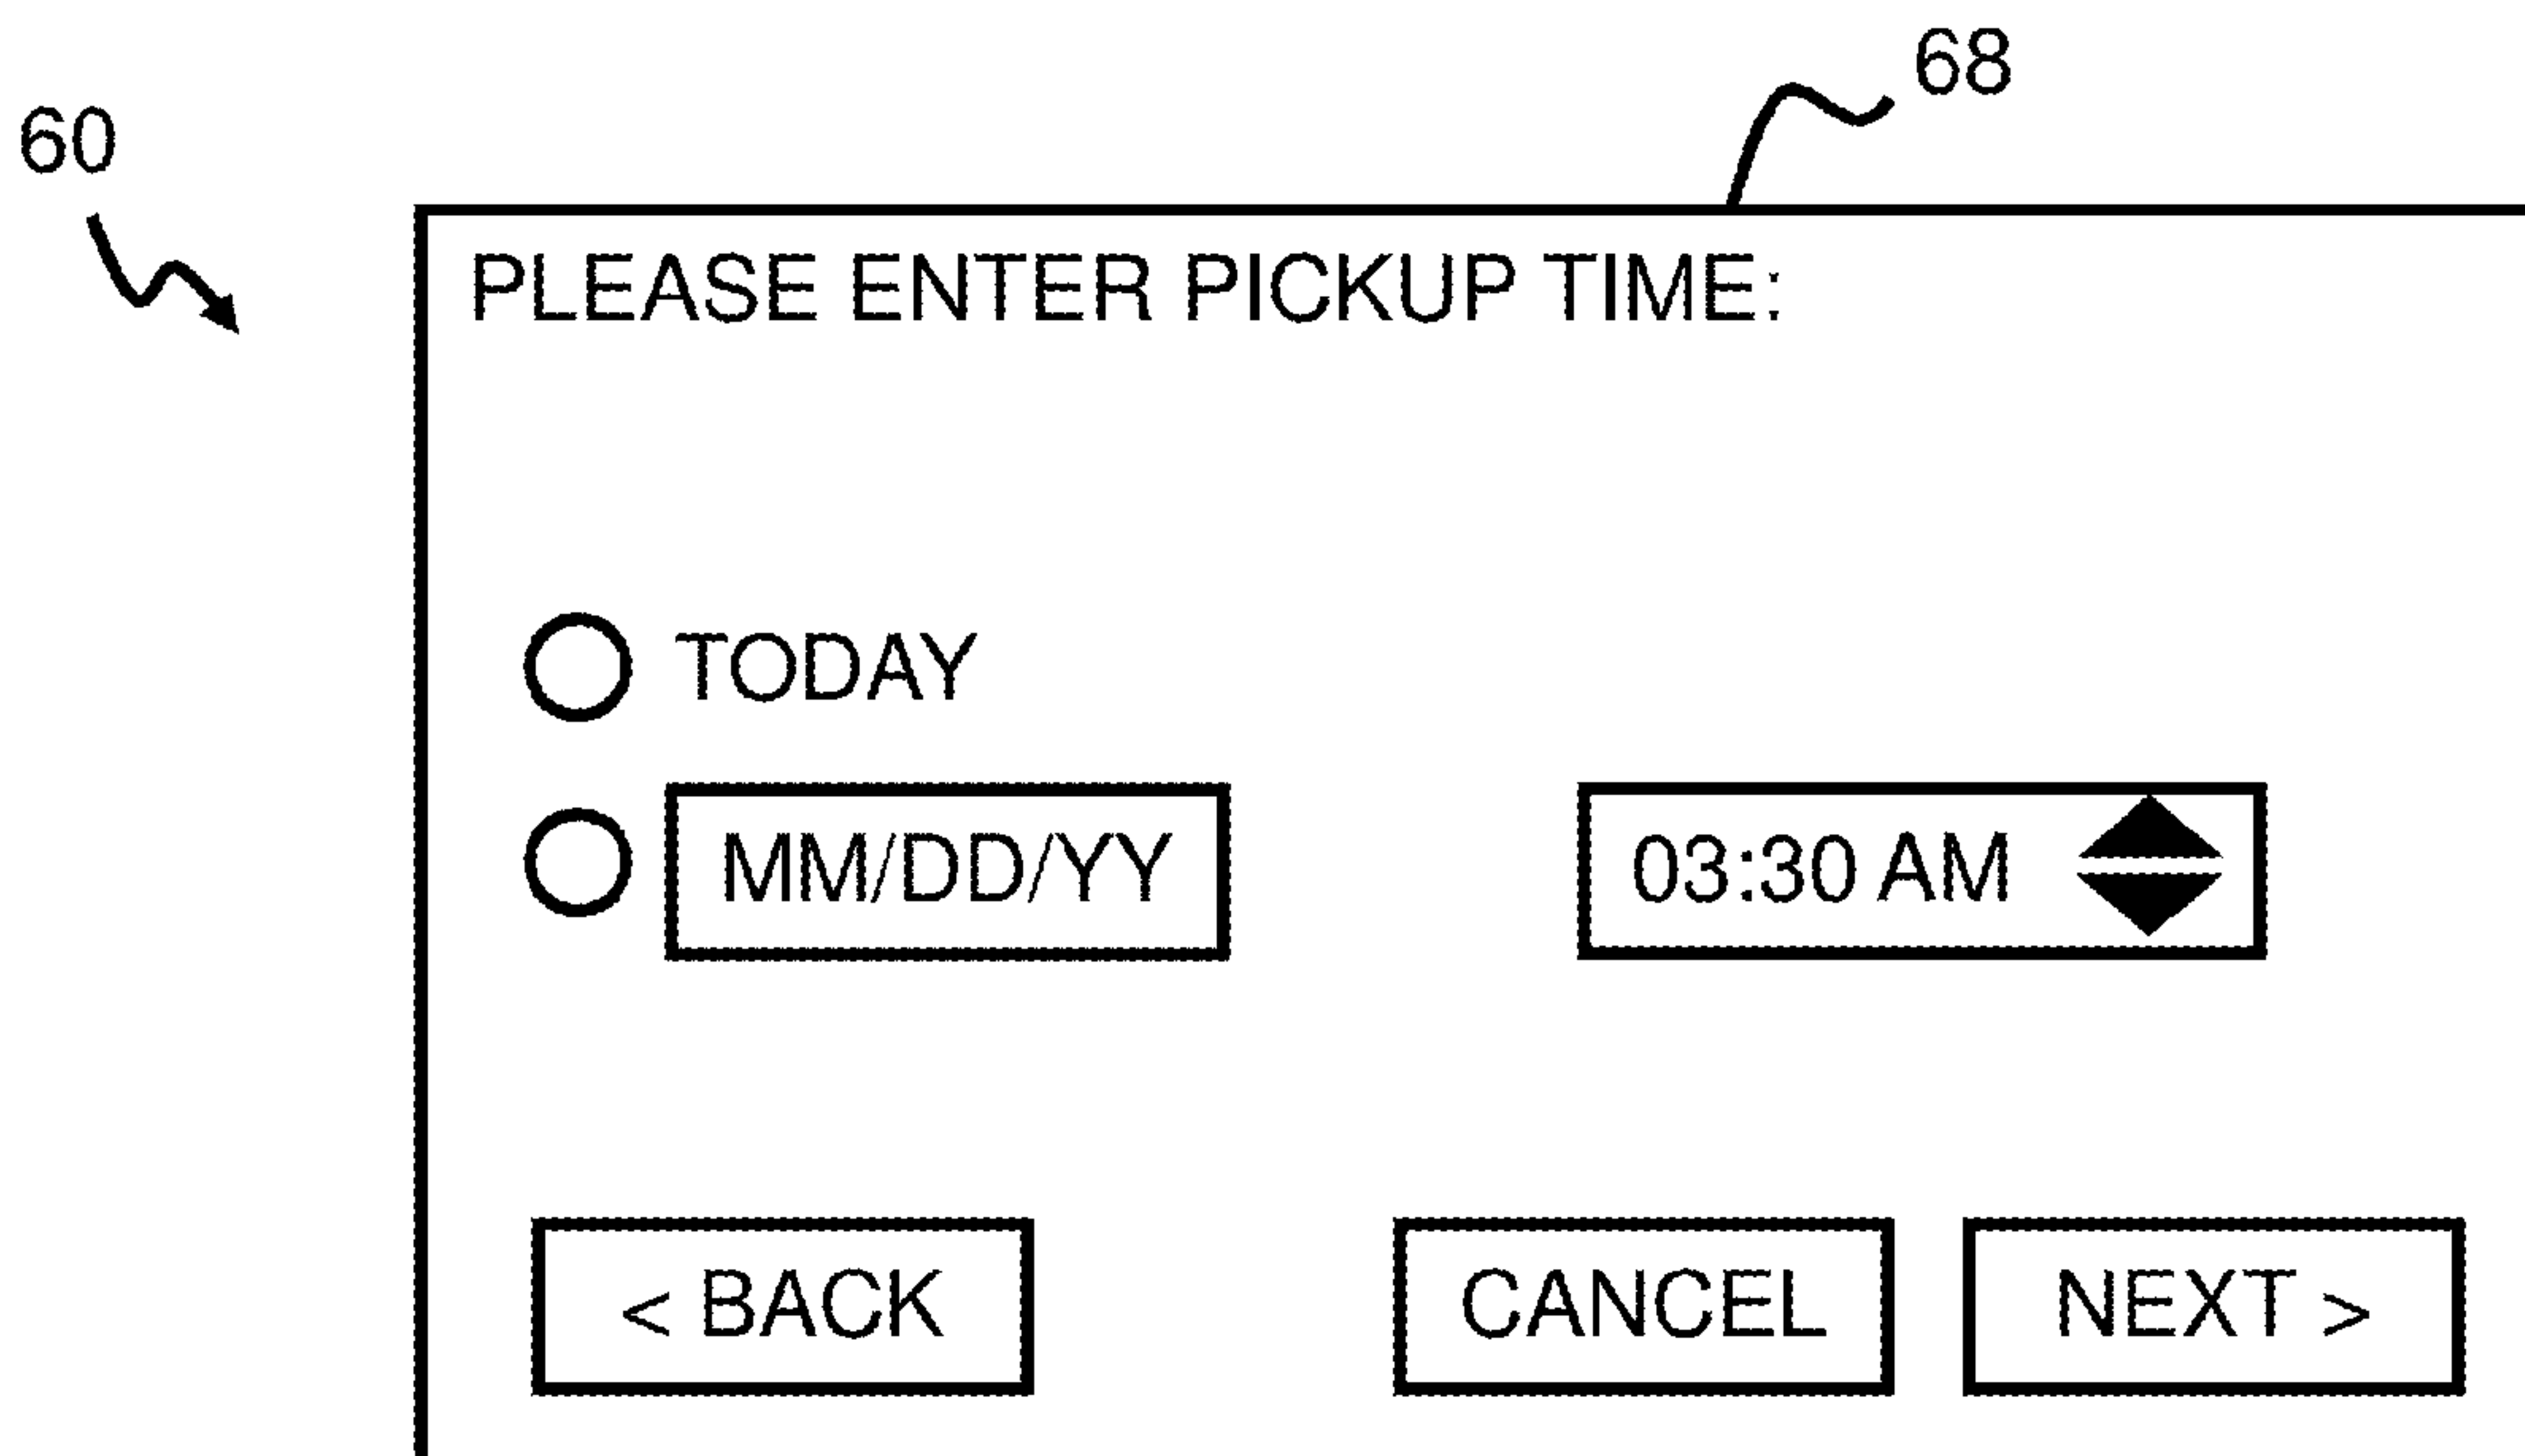 68
60
PLEASE ENTER PICKUP TIME:
TODAY
MM/DD/YY 03:30 AM
< BACK CANCEL NEXT >